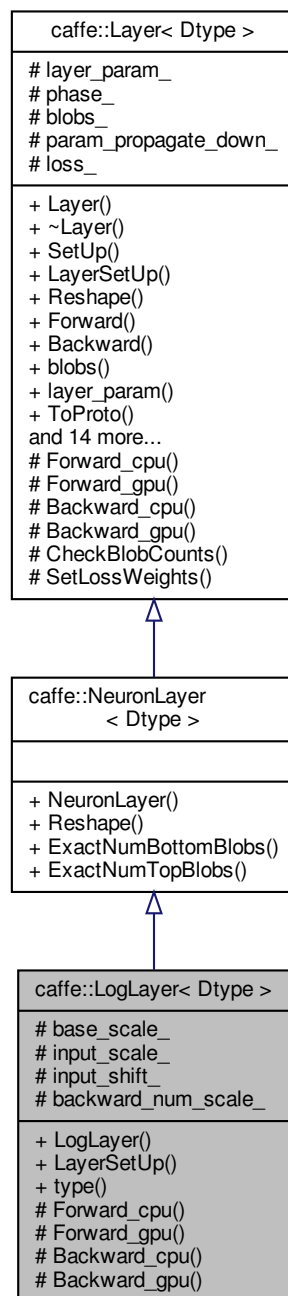 caffe::Layer< Dtype >
# layer_param_
# phase_
# blobs_
# param_propagate_down_
# loss_
+ Layer()
+ ~Layer()
+ SetUp()
+ LayerSetUp()
+ Reshape()
+ Forward()
+ Backward()
+ blobs()
+ layer_param()
+ ToProto()
and 14 more...
# Forward_cpu()
# Forward_gpu()
# Backward_cpu()
# Backward_gpu()
# CheckBlobCounts()
# SetLossWeights()
caffe::NeuronLayer
< Dtype >
+ NeuronLayer()
+ Reshape()
+ ExactNumBottomBlobs()
+ ExactNumTopBlobs()
caffe::LogLayer< Dtype >
# base_scale_
# input_scale_
# input_shift_
# backward_num_scale_
+ LogLayer()
+ LayerSetUp()
+ type()
# Forward_cpu()
# Forward_gpu()
# Backward_cpu()
# Backward_gpu()